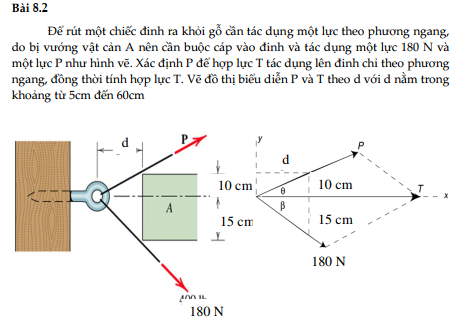 Bài 8.2
Để rút một chiếc đinh ra khỏi gỗ cần tác dụng một lực theo phương ngang,
do bị vướng vật cản A nên cần buộc cáp vào đinh và tác dụng một lực 180 N và
một lực P như hình vẽ. Xác định P để hợp lực T tác dụng lên đinh chỉ theo phương
ngang, đồng thời tính hợp lực T. Vẽ đồ thị biểu diễn P và T theo d với d nằm trong
khoảng từ 5cm đến 60cm
d
P
A
10 cm
15 cm
180 N
y
d
P
θ
β
10 cm
15 cm
T
x
180 N